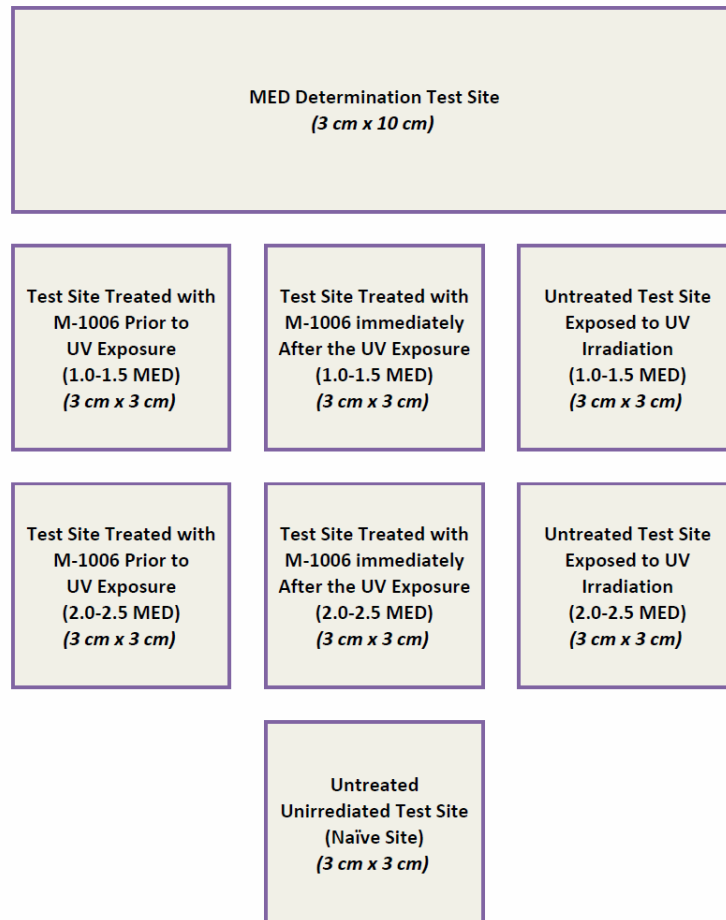 MED Determination Test Site
(3 cm x 10 cm)
Test Site Treated with
M-1006 Prior to
UV Exposure
(1.0-1.5 MED)
(3 cm x 3 cm)
Test Site Treated with
M-1006 immediately
After the UV Exposure
(1.0-1.5 MED)
(3 cm x 3 cm)
Untreated Test Site
Exposed to UV
Irradiation
(1.0-1.5 MED)
(3 cm x 3 cm)
Test Site Treated with
M-1006 Prior to
UV Exposure
(2.0-2.5 MED)
(3 cm x 3 cm)
Test Site Treated with
M-1006 immediately
After the UV Exposure
(2.0-2.5 MED)
(3 cm x 3 cm)
Untreated Test Site
Exposed to UV
Irradiation
(2.0-2.5 MED)
(3 cm x 3 cm)
Untreated
Unirrediated Test Site
(Naïve Site)
(3 cm x 3 cm)